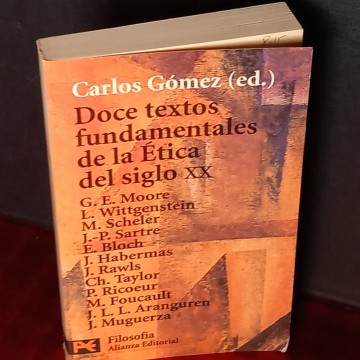 Carlos Gómez (ed.)
Doce textos
fundamentales
de la Ética
del siglo XX
G. E. Moore
L. Wittgenstein
M. Scheler
J.-P. Sartre
E. Bloch
J. Habermas
J. Rawls
Ch. Taylor
P. Ricoeur
M. Foucault
J. L. L. Aranguren
J. Muguerza
Filosofía
Alianza Editorial